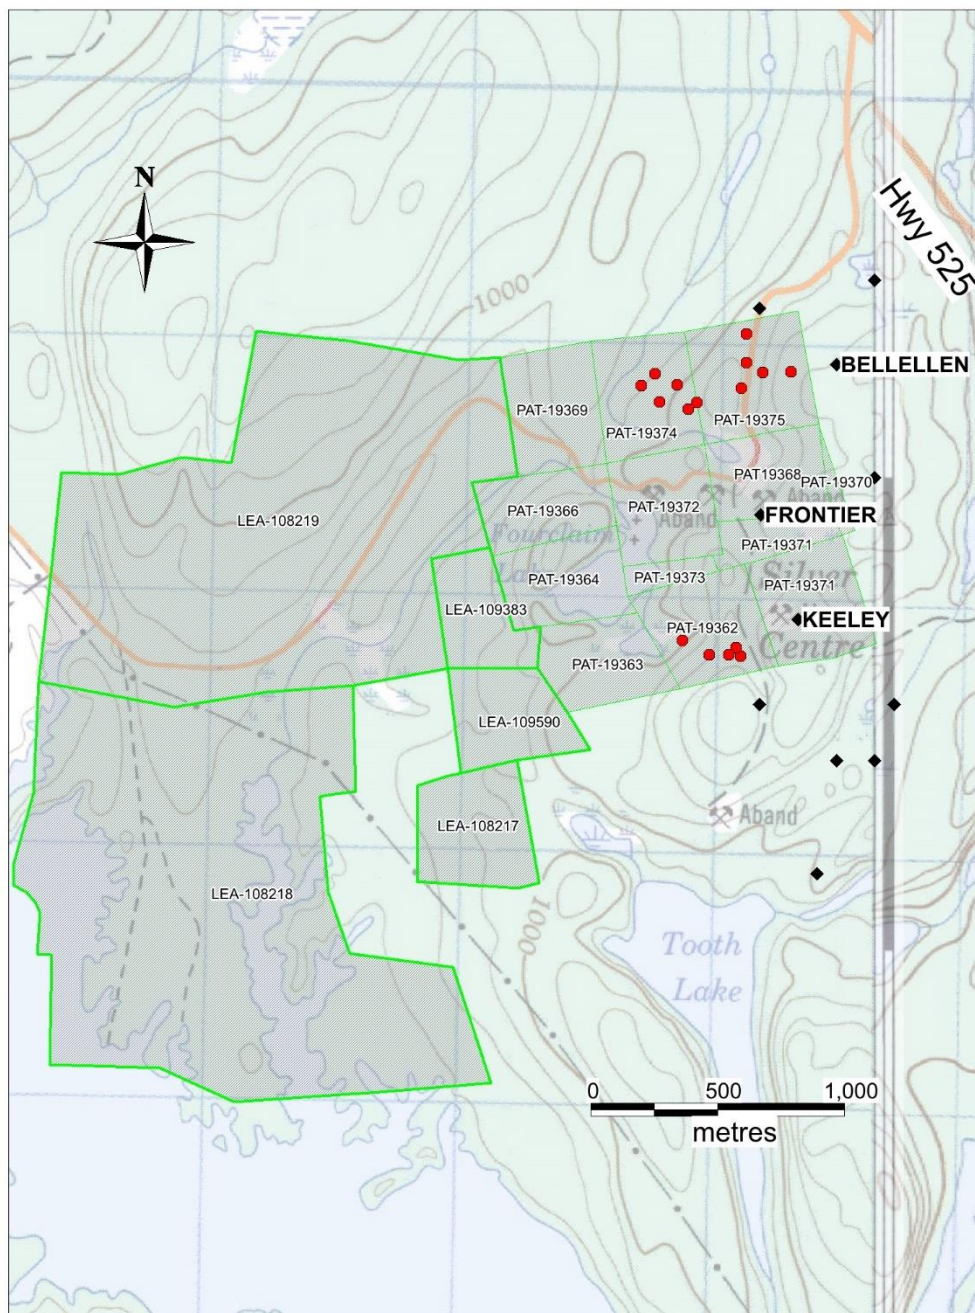 N
Hwy 525
1000
BELLELLEN
PAT-19369
PAT-19374
PAT-19375
PAT19368
PAT-19370
LEA-108219
PAT-19366
PAT-19372
Aband
Aband
FRONTIER
Fourclaim
Lake
PAT-19371
PAT-19364
PAT-19373
PAT-19371
Silver
LEA-109383
KEELEY
PAT-19362
Centre
PAT-19363
LEA-109590
LEA-108217
Aband
LEA-108218
1000
Tooth
Lake
0 500 1,000
metres